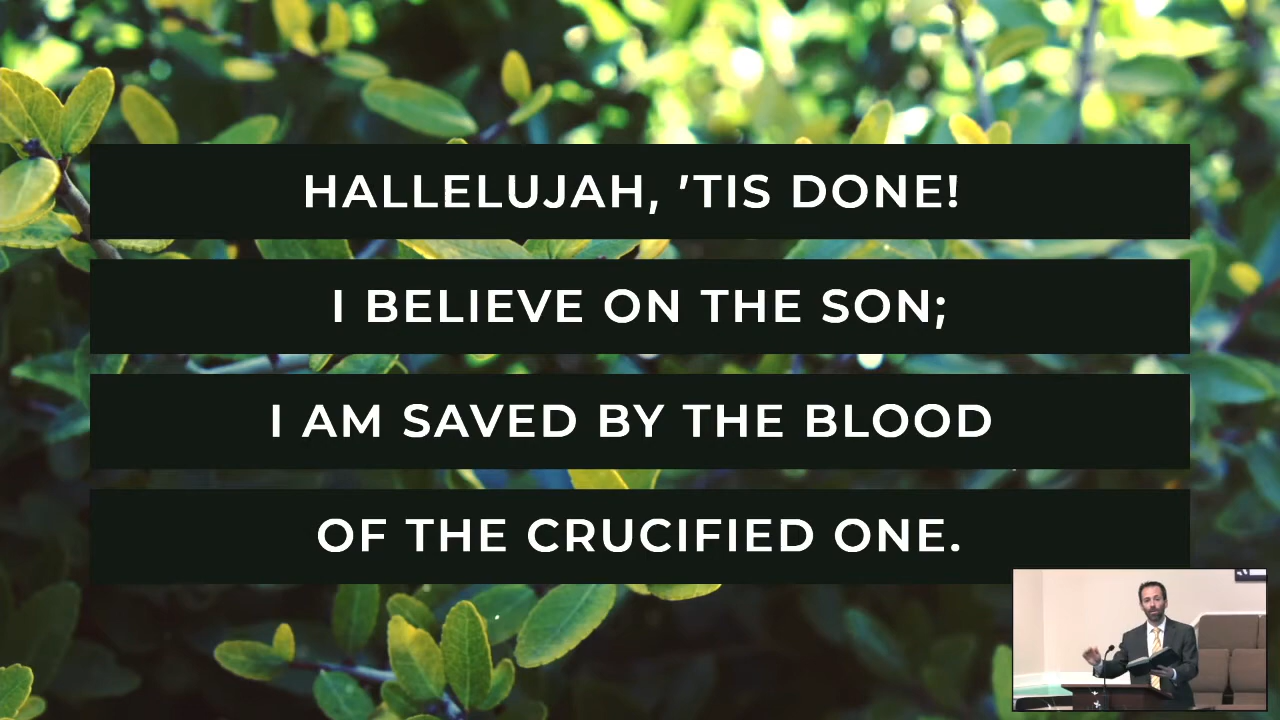 HALLELUJAH, ’TIS DONE!
I BELIEVE ON THE SON;
I AM SAVED BY THE BLOOD
OF THE CRUCIFIED ONE.